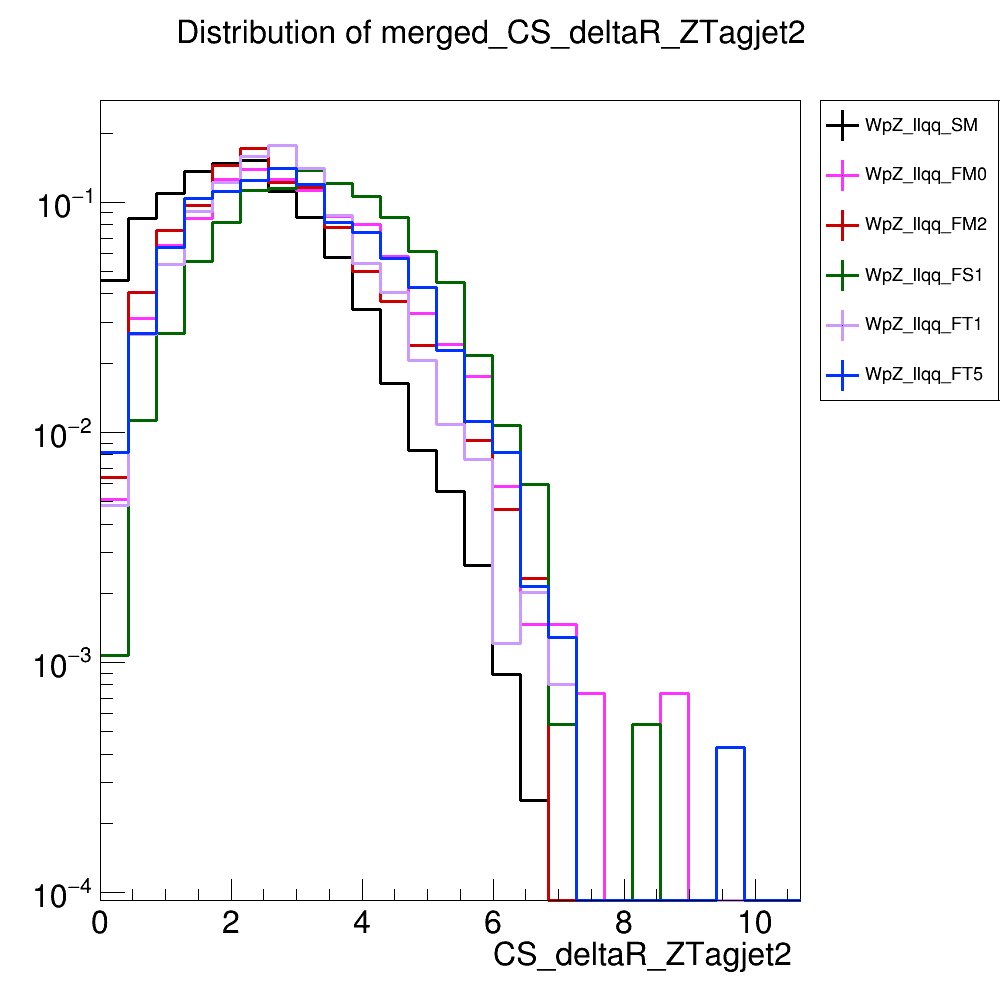 Distribution of merged_CS_deltaR_ZTagjet2
WpZ_llqq_SM
WpZ_llqq_FM0
WpZ_llqq_FM2
WpZ_llqq_FS1
WpZ_llqq_FT1
WpZ_llqq_FT5
10⁻¹
10⁻²
10⁻³
10⁻⁴
0 2 4 6 8 10
CS_deltaR_ZTagjet2